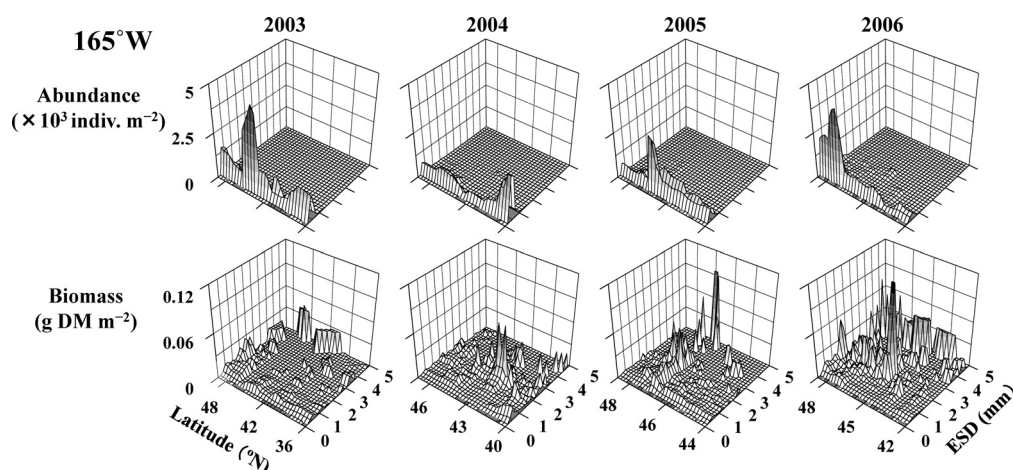 165°W
2003 2004 2005 2006
Abundance
(×10³ indiv. m⁻²)
5
2.5
0
Biomass
(g DM m⁻²)
0.12
0.06
0
48 42 36
0 1 2 3 4 5
46 43 40
0 1 2 3 4 5
48 46 44
0 1 2 3 4 5
48 45 42
0 1 2 3 4 5
Latitude (°N)
ESD (mm)